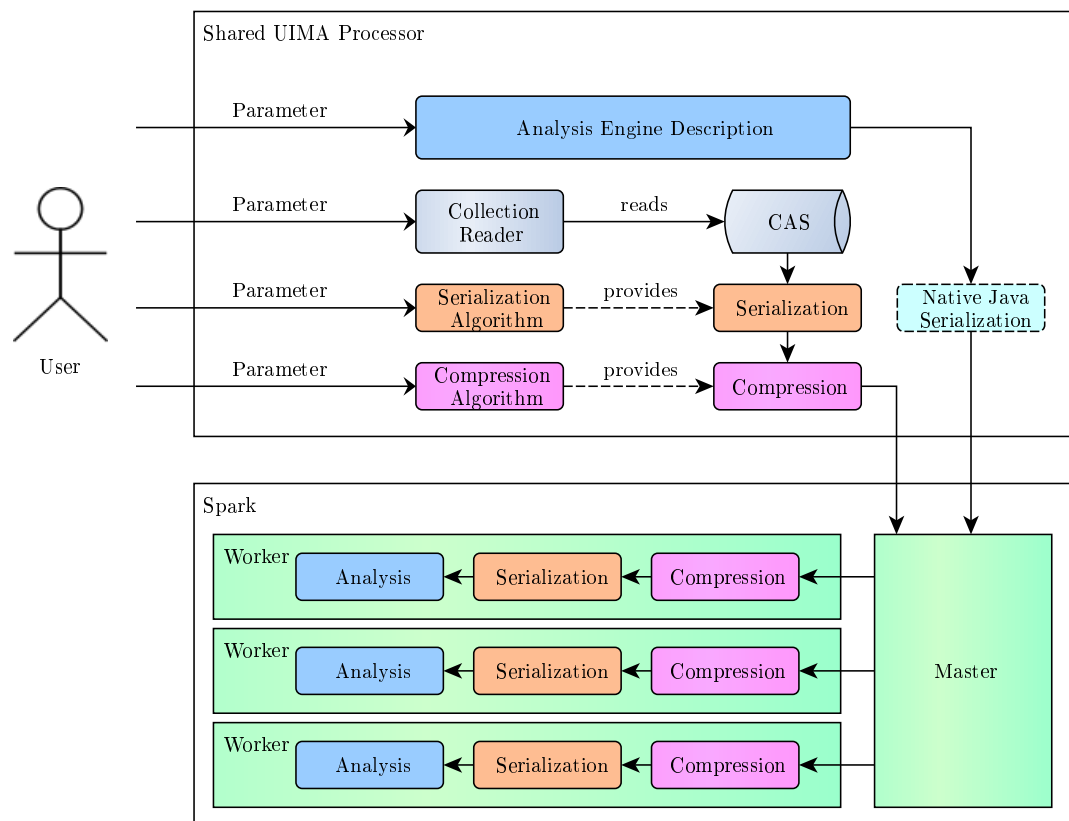 Shared UIMA Processor
Parameter
Analysis Engine Description
Parameter
Collection
Reader
reads
CAS
Parameter
Serialization
Algorithm
provides
Serialization
Native Java
Serialization
User
Parameter
Compression
Algorithm
provides
Compression
Spark
Worker
Analysis
Serialization
Compression
Worker
Analysis
Serialization
Compression
Master
Worker
Analysis
Serialization
Compression